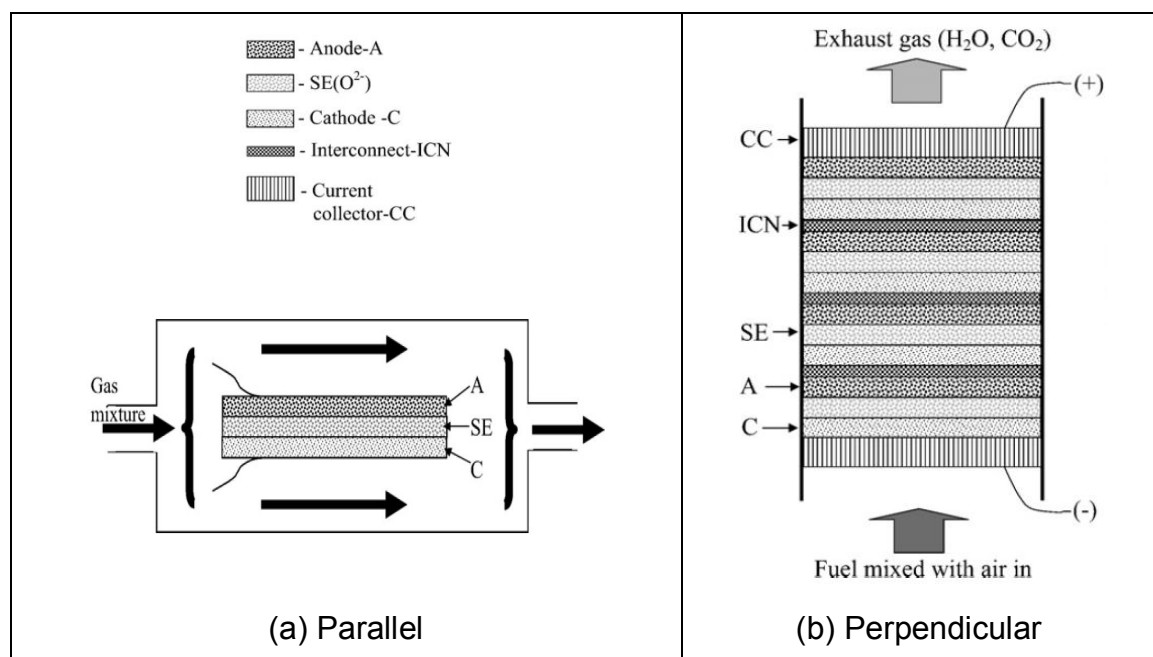 - Anode-A
- SE(O²⁻)
- Cathode -C
- Interconnect-ICN
- Current
collector-CC
Gas
mixture
A
SE
C
(a) Parallel
Exhaust gas (H₂O, CO₂)
(+)
CC
ICN
SE
A
C
(-)
Fuel mixed with air in
(b) Perpendicular